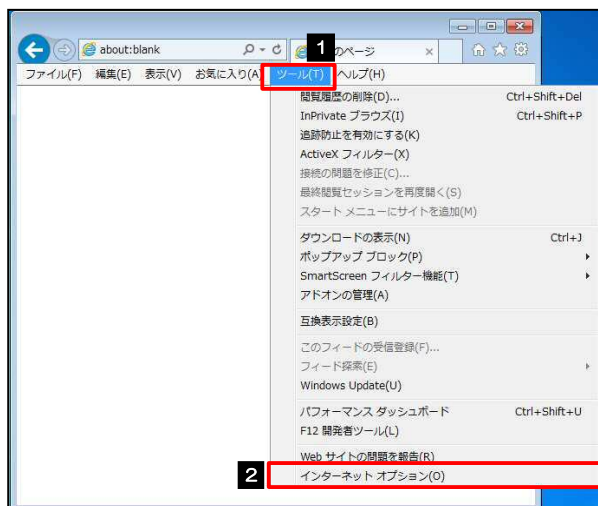 about:blank
1
のページ
ファイル(F) 編集(E) 表示(V) お気に入り(A) ツール(T) ヘルプ(H)
閲覧履歴の削除(D)... Ctrl+Shift+Del
InPrivate ブラウズ(I) Ctrl+Shift+P
追跡防止を有効にする(K)
ActiveX フィルター(X)
接続の問題を修正(C)...
最終閲覧セッションを再度開く(S)
スタート メニューにサイトを追加(M)
ダウンロードの表示(N) Ctrl+J
ポップアップ ブロック(P)
SmartScreen フィルター機能(T)
アドオンの管理(A)
互換表示設定(B)
このフィードの受信登録(F)...
フィード探索(E)
Windows Update(U)
パフォーマンス ダッシュボード Ctrl+Shift+U
F12 開発者ツール(L)
Web サイトの問題を報告(R)
2
インターネット オプション(O)